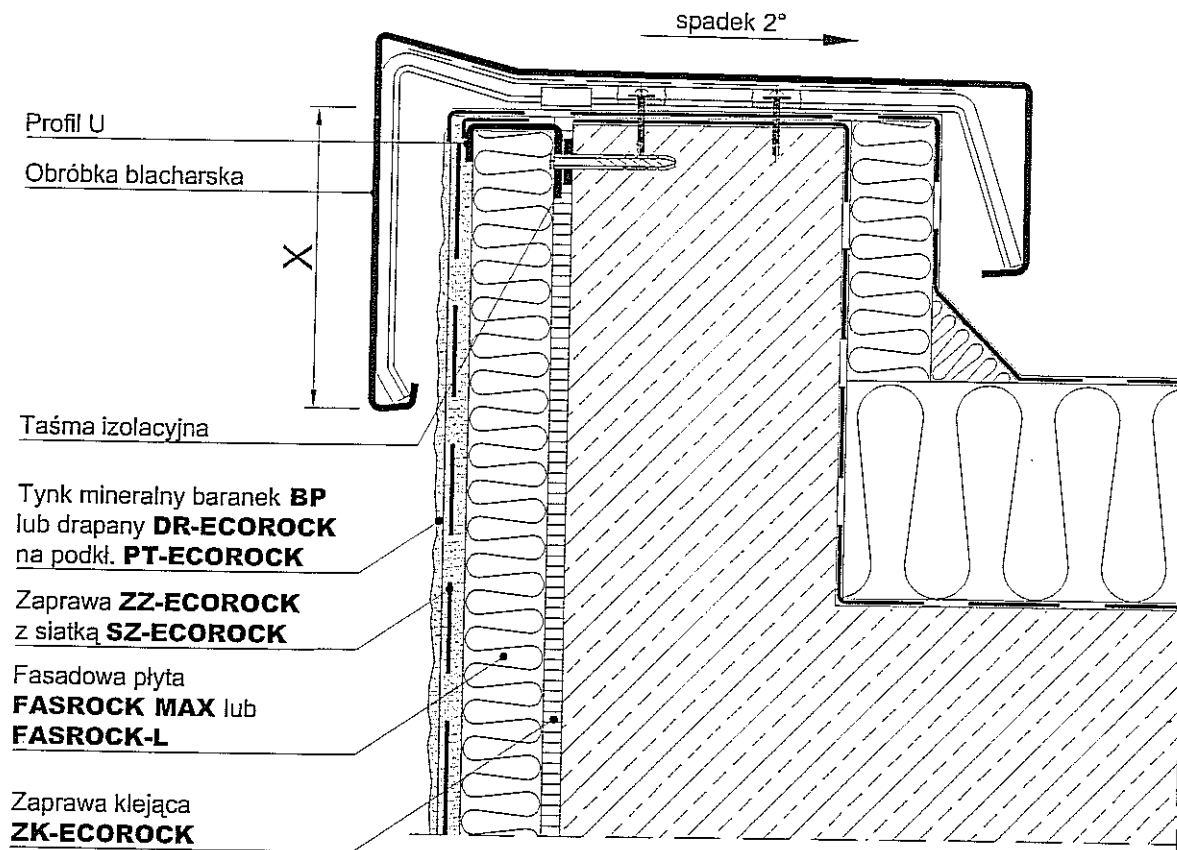 spadek 2°
Profil U
Obróbka blacharska
X
Taśma izolacyjna
Tynk mineralny baranek BP
lub drapany DR-ECOROCK
na podkł. PT-ECOROCK
Zaprawa ZZ-ECOROCK
z siatką SZ-ECOROCK
Fasadowa płyta
FASROCK MAX lub
FASROCK-L
Zaprawa klejąca
ZK-ECOROCK